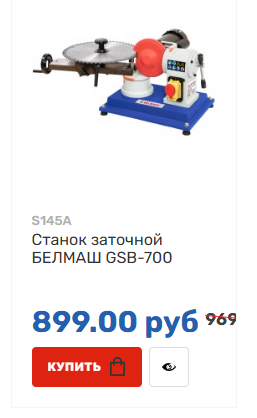 S145A
Станок заточной
БЕЛМАШ GSB-700
899.00 руб 969
КУПИТЬ